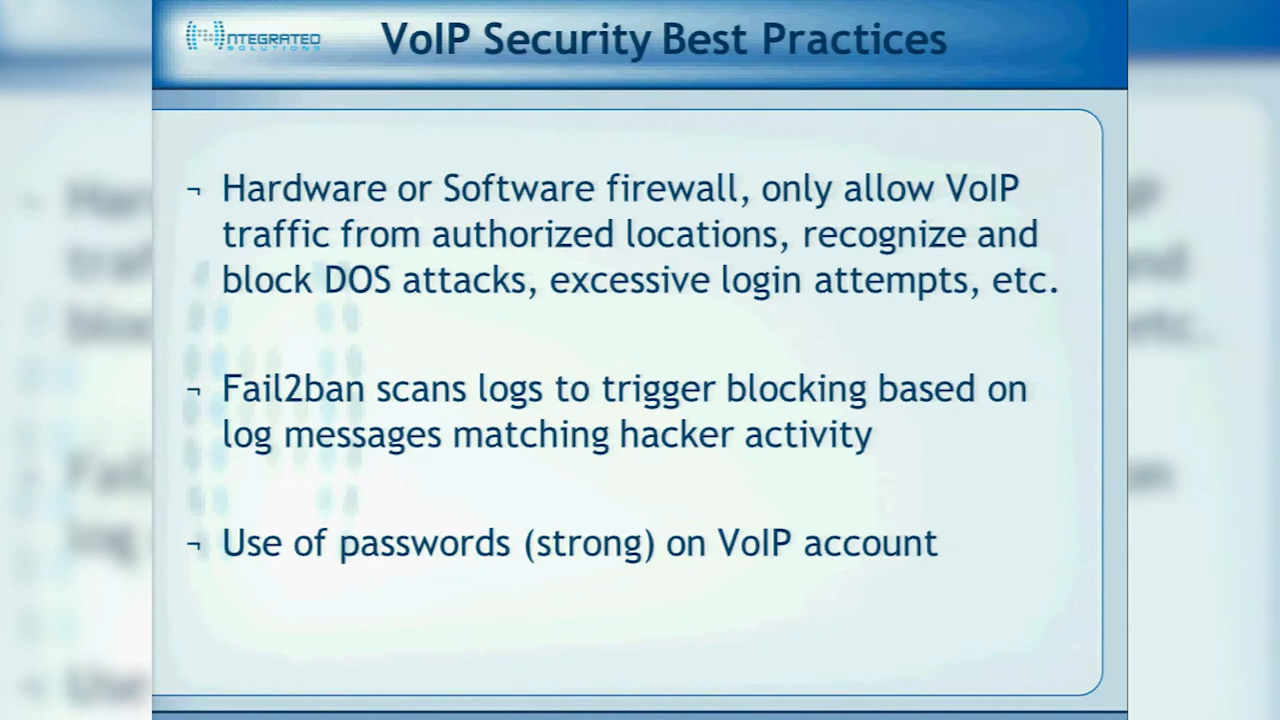 NTEGRATED
SOLUTIONS
VoIP Security Best Practices
¬ Hardware or Software firewall, only allow VoIP
traffic from authorized locations, recognize and
block DOS attacks, excessive login attempts, etc.
¬ Fail2ban scans logs to trigger blocking based on
log messages matching hacker activity
¬ Use of passwords (strong) on VoIP account